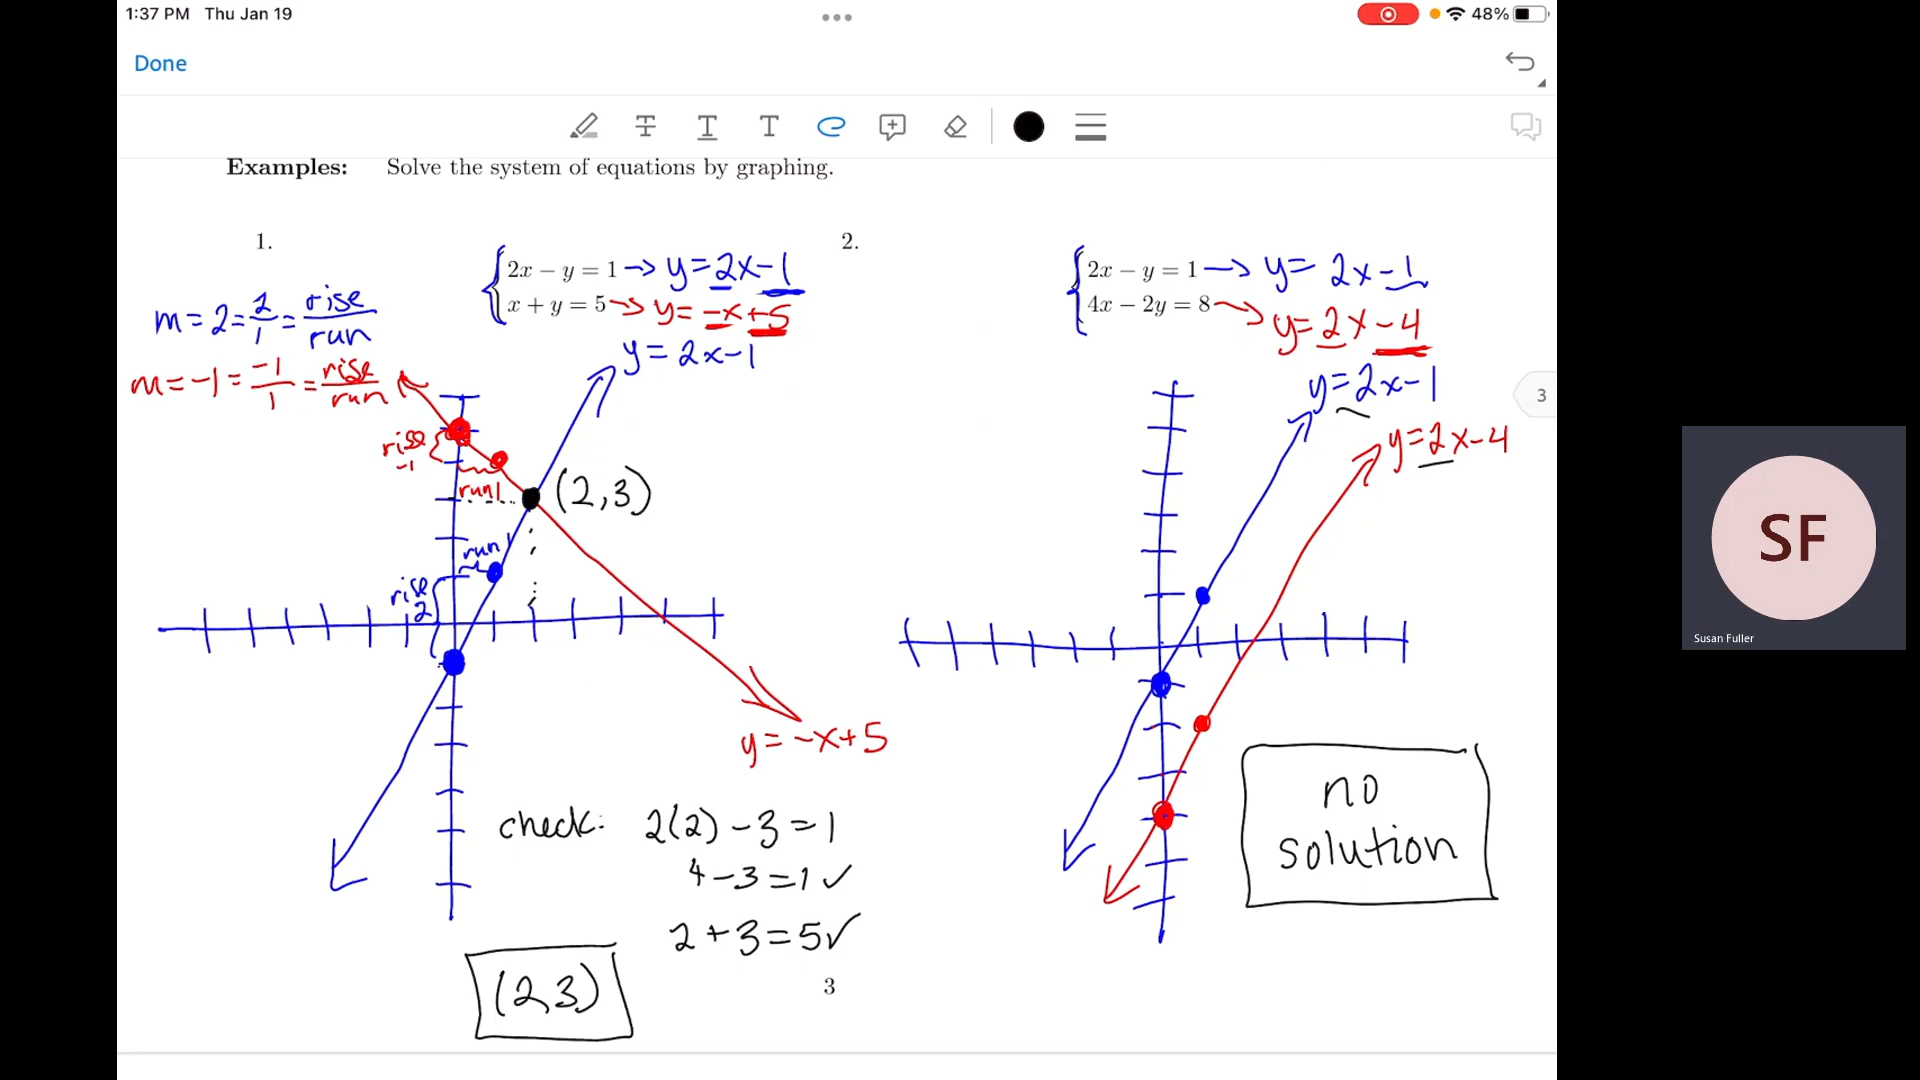 1:37 PM Thu Jan 19
48%
Done
T T T
3
Examples: Solve the system of equations by graphing.
1.
2x − y = 1 → y = 2x − 1
x + y = 5 → y = −x + 5
m = 2 = 2/1 = rise/run
m = −1 = −1/1 = rise/run
y = 2x − 1
rise −1
run 1
(2,3)
run 1
rise 2
y = −x + 5
check: 2(2) − 3 = 1
4 − 3 = 1 ✓
2 + 3 = 5 ✓
(2,3)
2.
2x − y = 1 → y = 2x − 1
4x − 2y = 8 → y = 2x − 4
y = 2x − 1
y = 2x − 4
no
solution
3
SF
Susan Fuller